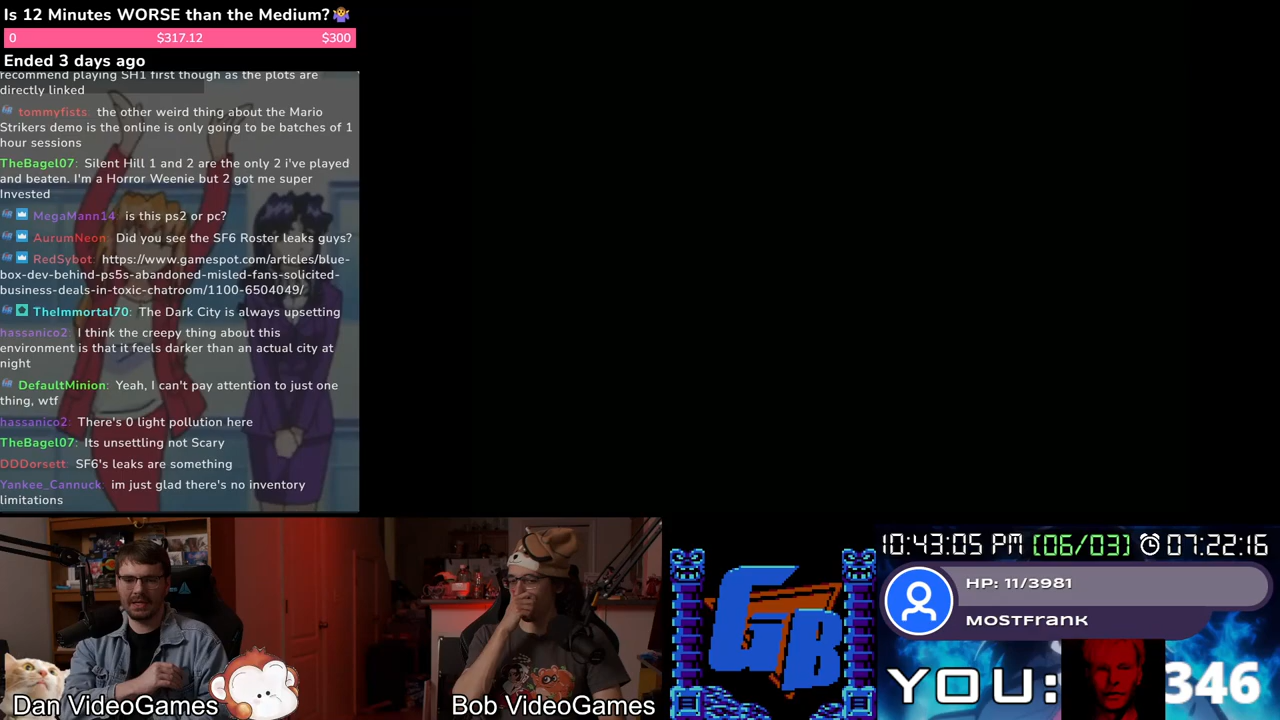 Is 12 Minutes WORSE than the Medium?🤷‍♀️
0 $317.12 $300
Ended 3 days ago
recommend playing SH1 first though as the plots are
directly linked
tommyfists: the other weird thing about the Mario
Strikers demo is the online is only going to be batches of 1
hour sessions
TheBagel07: Silent Hill 1 and 2 are the only 2 i've played
and beaten. I'm a Horror Weenie but 2 got me super
Invested
MegaMann14: is this ps2 or pc?
AurumNeon: Did you see the SF6 Roster leaks guys?
RedSybot: https://www.gamespot.com/articles/blue-
box-dev-behind-ps5s-abandoned-misled-fans-solicited-
business-deals-in-toxic-chatroom/1100-6504049/
TheImmortal70: The Dark City is always upsetting
hassanico2: I think the creepy thing about this
environment is that it feels darker than an actual city at
night
DefaultMinion: Yeah, I can't pay attention to just one
thing, wtf
hassanico2: There's 0 light pollution here
TheBagel07: Its unsettling not Scary
DDDorsett: SF6's leaks are something
Yankee_Cannuck: im just glad there's no inventory
limitations
Dan VideoGames
Bob VideoGames
GB
10:43:05 PM [06/03] 07:22:16
HP: 11/3981
MOSTFRANK
YOU: 346